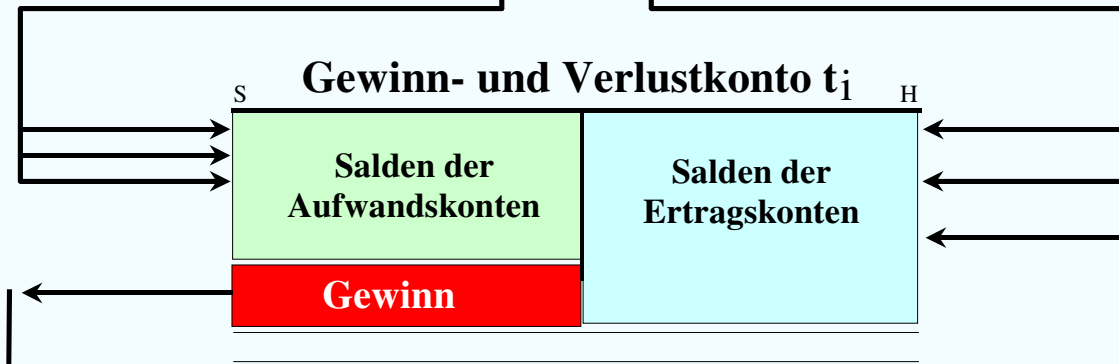 Gewinn- und Verlustkonto ti
S
H
Salden der
Aufwandskonten
Salden der
Ertragskonten
Gewinn